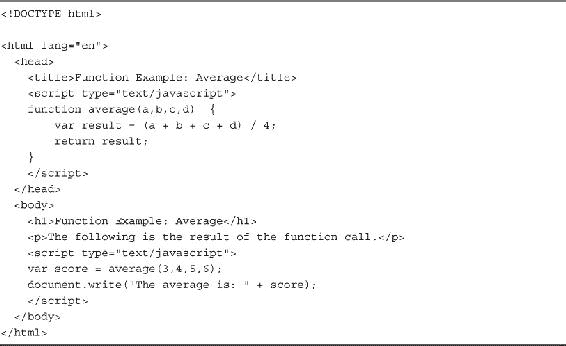 <!DOCTYPE html>
<html lang="en">
<head>
<title>Function Example: Average</title>
<script type="text/javascript">
function average(a,b,c,d) {
var result = (a + b + c + d) / 4;
return result;
}
</script>
</head>
<body>
<h1>Function Example: Average</h1>
<p>The following is the result of the function call.</p>
<script type="text/javascript">
var score = average(3,4,5,6);
document.write("The average is: " + score);
</script>
</body>
</html>